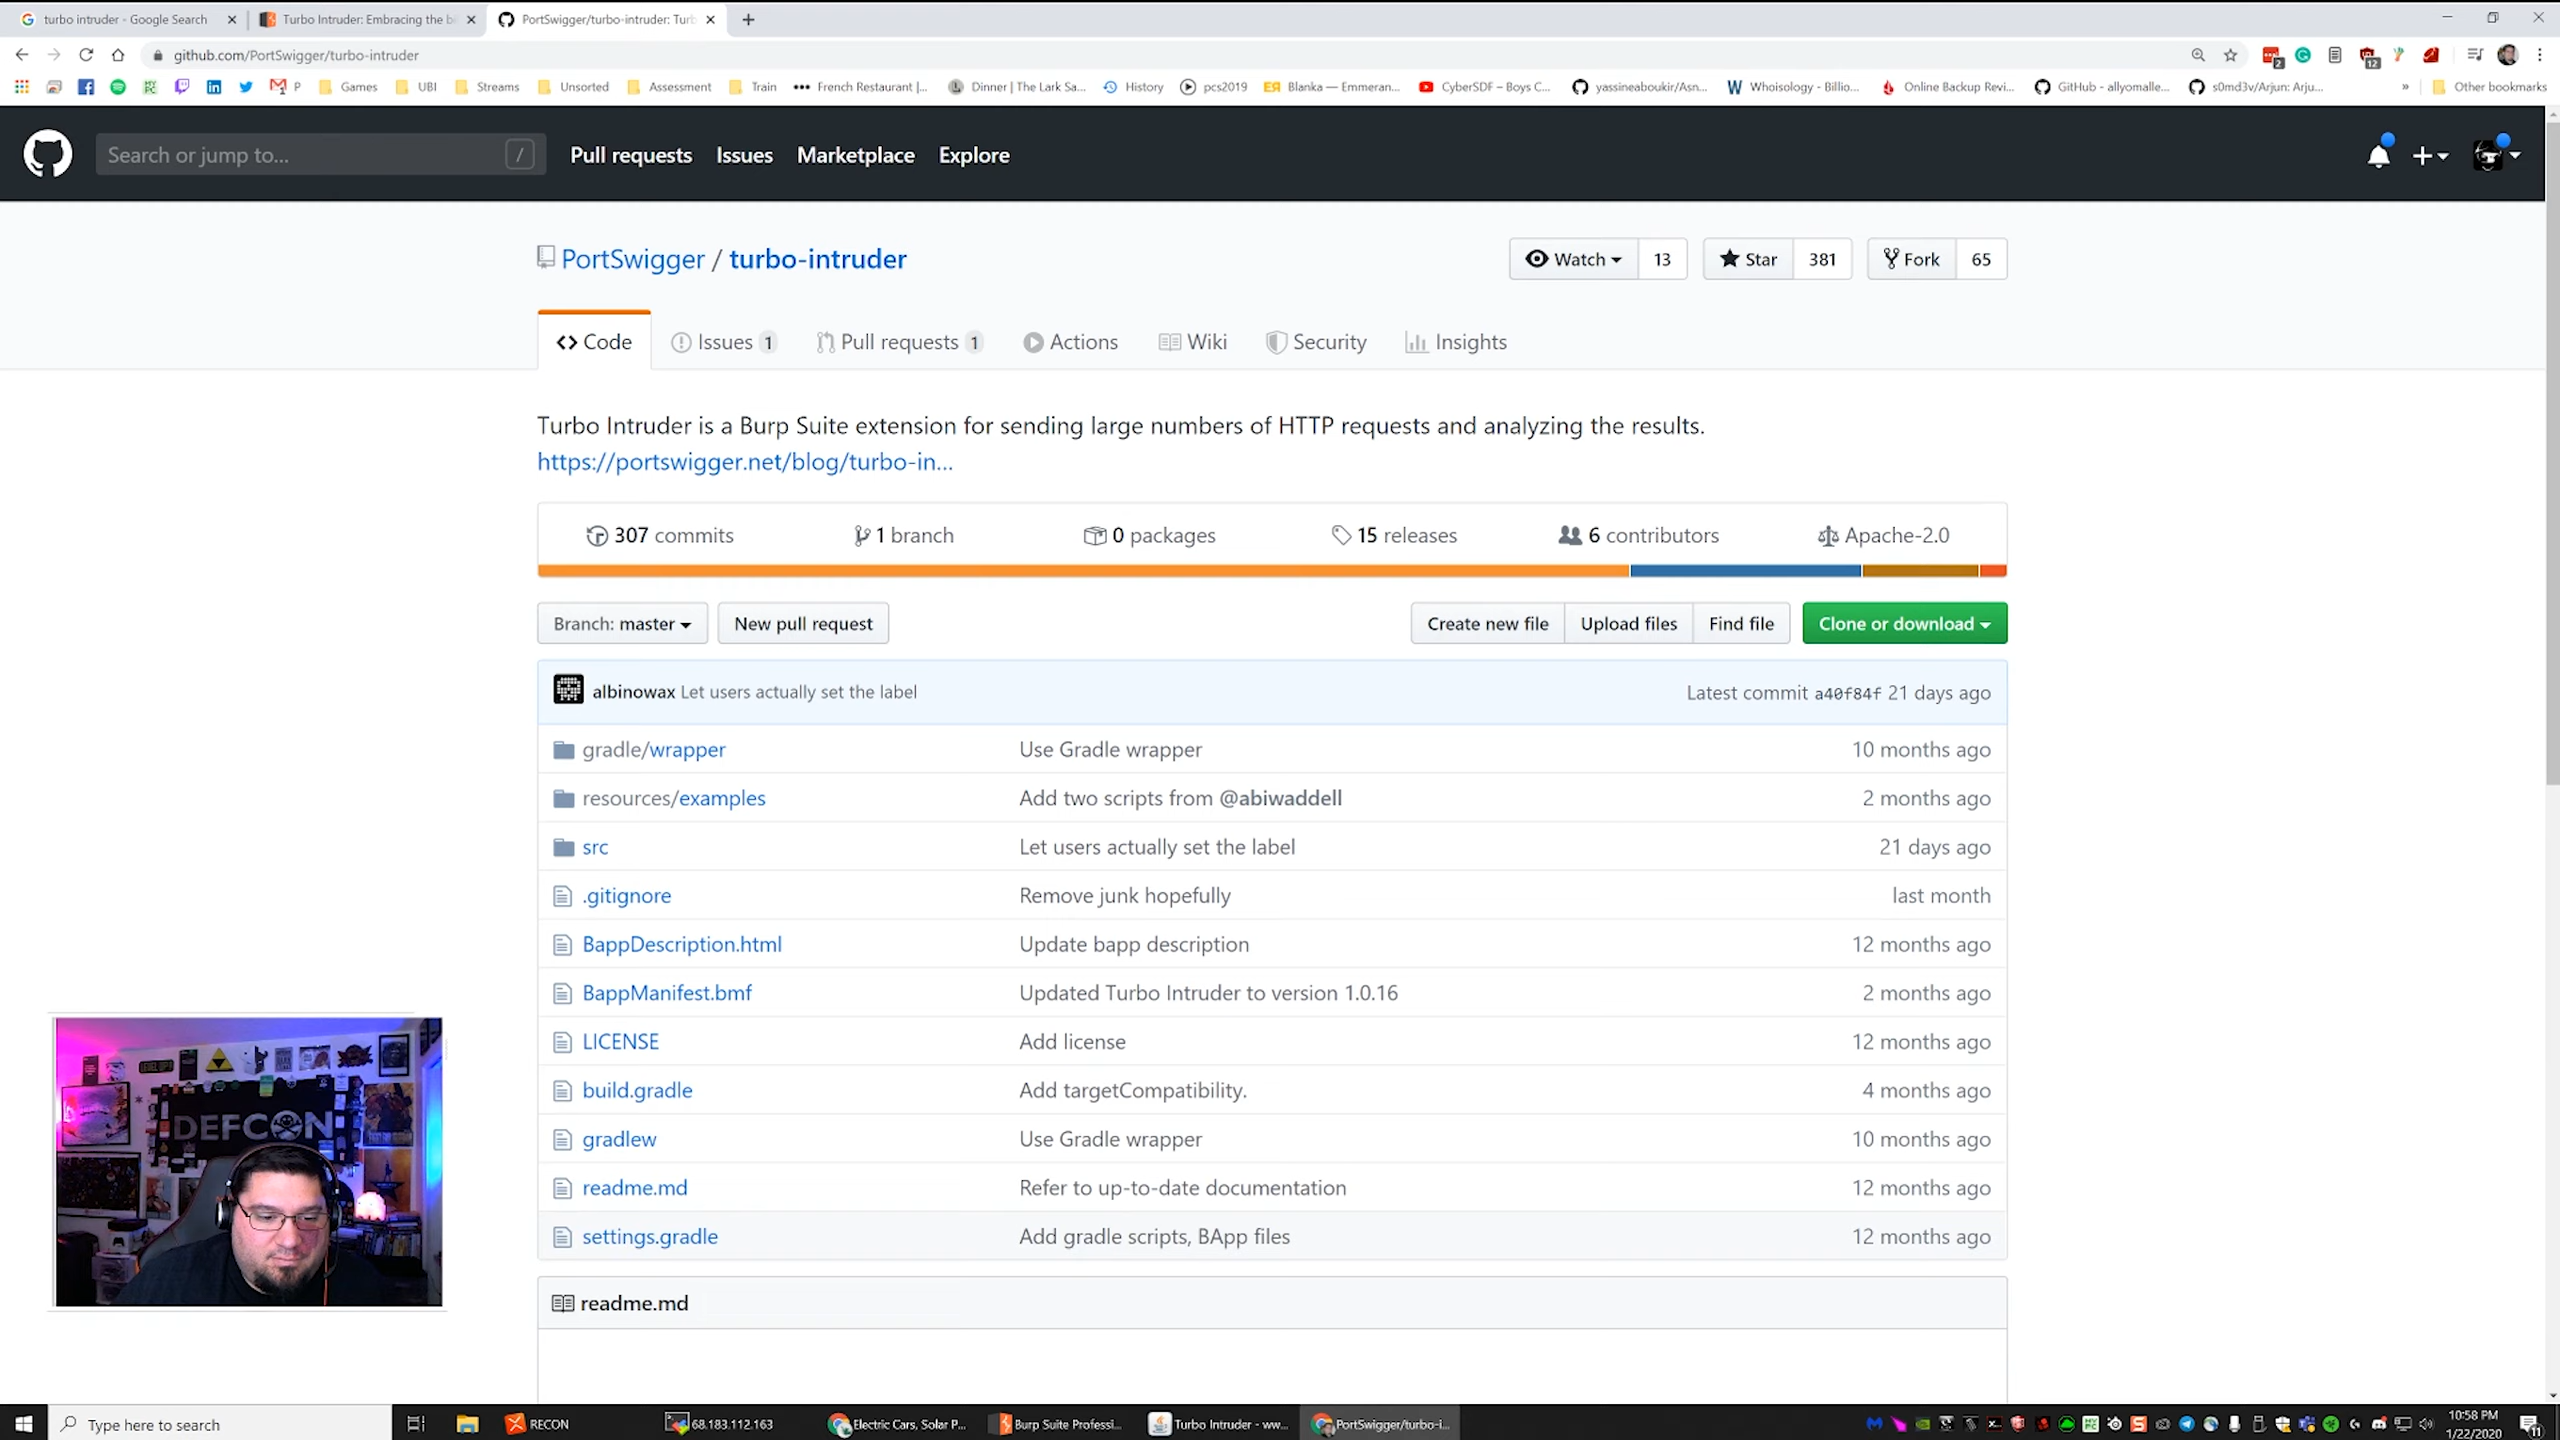 turbo intruder - Google Search
Turbo Intruder: Embracing the bi
PortSwigger/turbo-intruder: Turb
github.com/PortSwigger/turbo-intruder
P
Games
UBI
Streams
Unsorted
Assessment
Train
French Restaurant |...
Dinner | The Lark Sa...
History
pcs2019
Blanka — Emmeran...
CyberSDF – Boys C...
yassineaboukir/Asn...
Whoisology - Billio...
Online Backup Revi...
GitHub - allyomalle...
s0md3v/Arjun: Arju...
»
Other bookmarks
Search or jump to...
/
Pull requests
Issues
Marketplace
Explore
PortSwigger / turbo-intruder
Watch 13
Star 381
Fork 65
Code
Issues 1
Pull requests 1
Actions
Wiki
Security
Insights
Turbo Intruder is a Burp Suite extension for sending large numbers of HTTP requests and analyzing the results.
https://portswigger.net/blog/turbo-in...
307 commits
1 branch
0 packages
15 releases
6 contributors
Apache-2.0
Branch: master
New pull request
Create new file
Upload files
Find file
Clone or download
albinowax Let users actually set the label Latest commit a40f84f 21 days ago
gradle/wrapper Use Gradle wrapper 10 months ago
resources/examples Add two scripts from @abiwaddell 2 months ago
src Let users actually set the label 21 days ago
.gitignore Remove junk hopefully last month
BappDescription.html Update bapp description 12 months ago
BappManifest.bmf Updated Turbo Intruder to version 1.0.16 2 months ago
LICENSE Add license 12 months ago
build.gradle Add targetCompatibility. 4 months ago
gradlew Use Gradle wrapper 10 months ago
readme.md Refer to up-to-date documentation 12 months ago
settings.gradle Add gradle scripts, BApp files 12 months ago
readme.md
DEFCON
Type here to search
RECON
68.183.112.163
Electric Cars, Solar P...
Burp Suite Professi...
Turbo Intruder - ww...
PortSwigger/turbo-i...
10:58 PM
1/22/2020